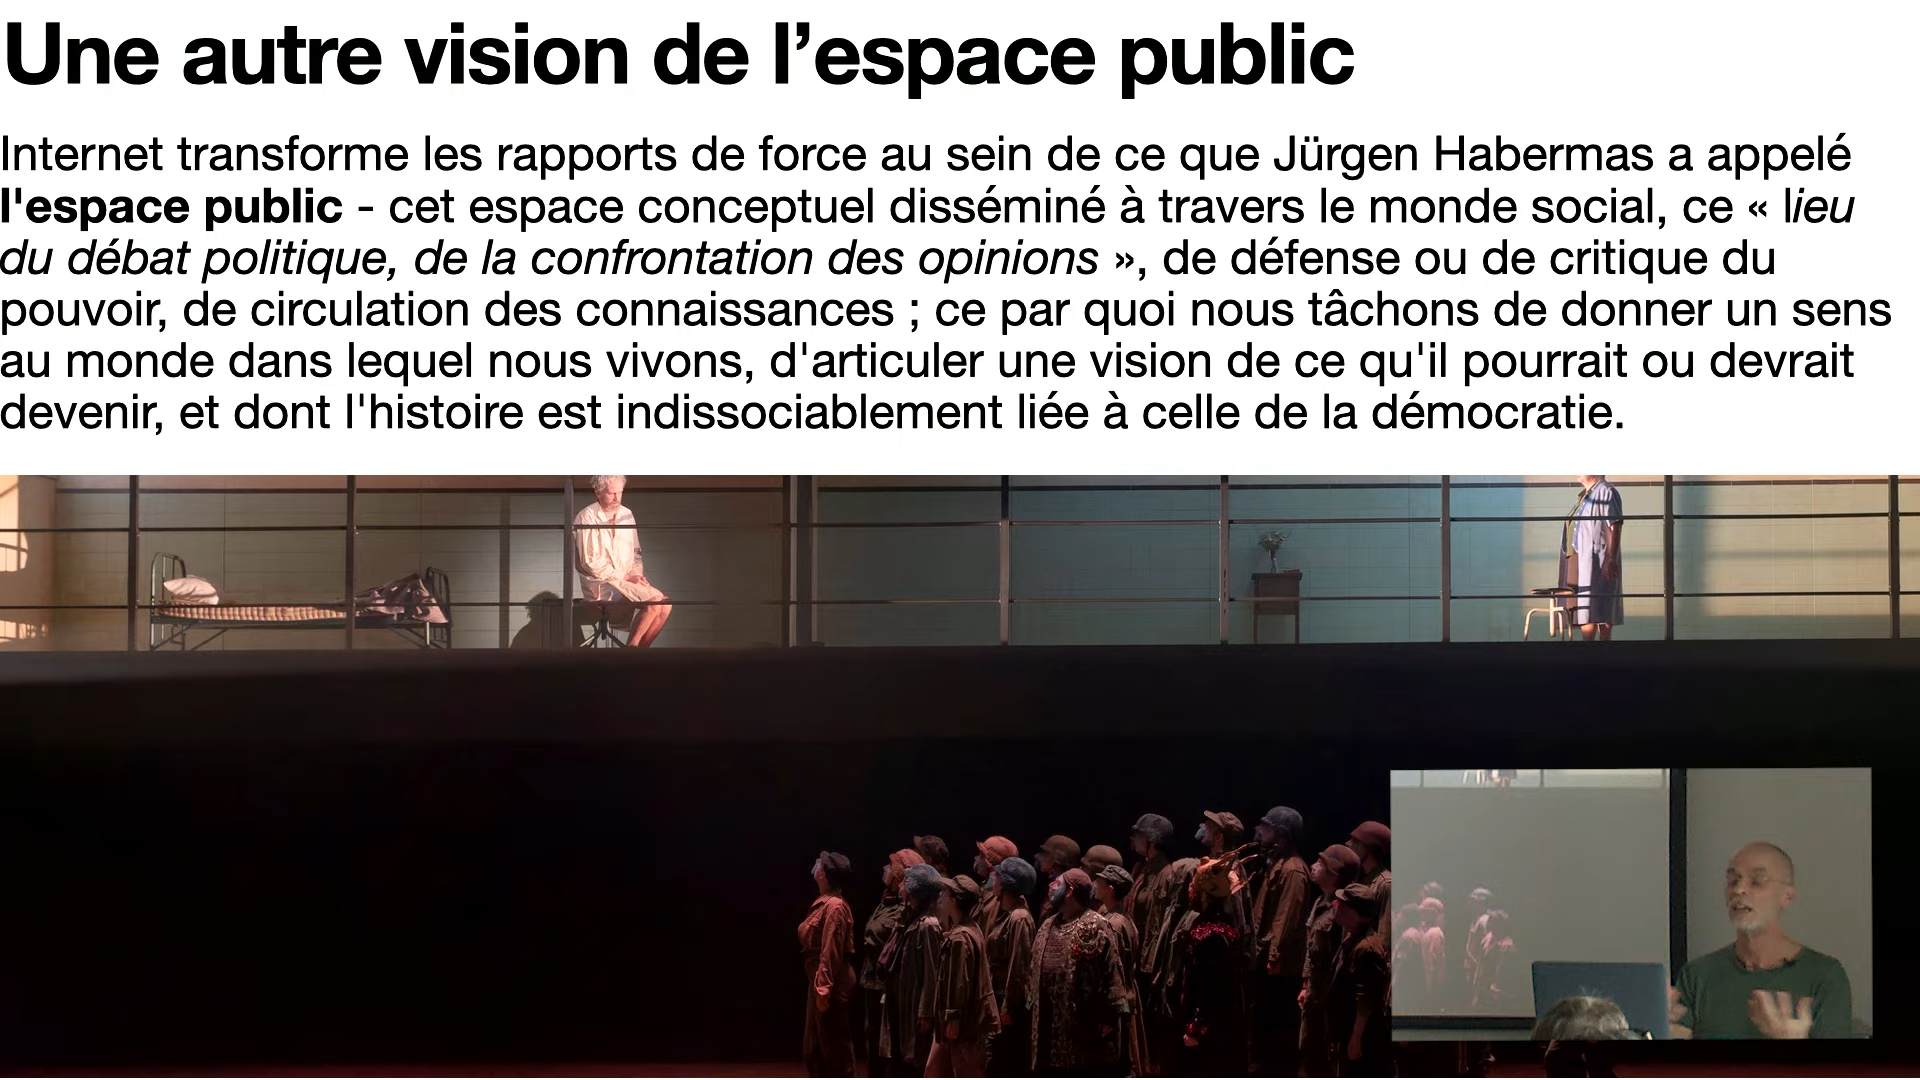 Une autre vision de l’espace public
Internet transforme les rapports de force au sein de ce que Jürgen Habermas a appelé
l'espace public - cet espace conceptuel disséminé à travers le monde social, ce « lieu
du débat politique, de la confrontation des opinions », de défense ou de critique du
pouvoir, de circulation des connaissances ; ce par quoi nous tâchons de donner un sens
au monde dans lequel nous vivons, d'articuler une vision de ce qu'il pourrait ou devrait
devenir, et dont l'histoire est indissociablement liée à celle de la démocratie.